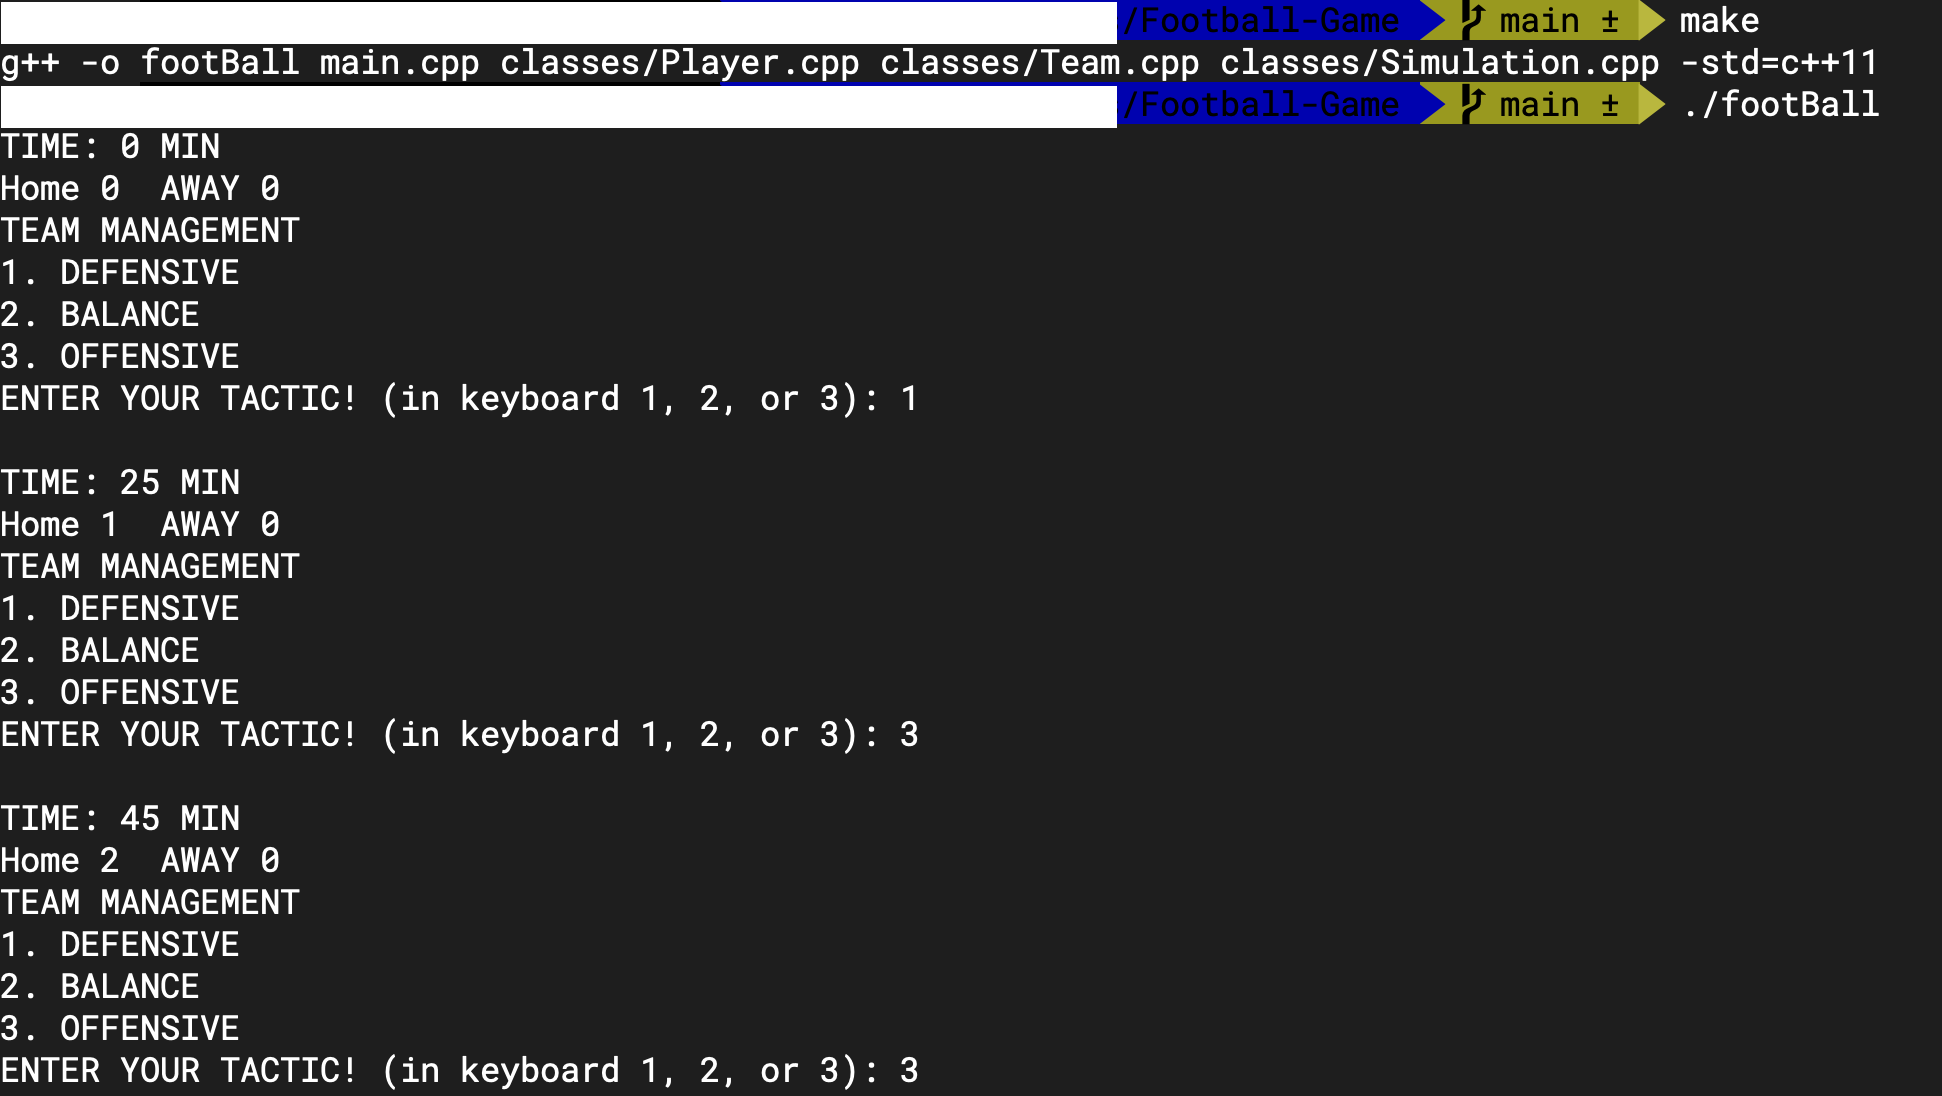 /Football-Game main ± make
g++ -o footBall main.cpp classes/Player.cpp classes/Team.cpp classes/Simulation.cpp -std=c++11
/Football-Game main ± ./footBall
TIME: 0 MIN
Home 0  AWAY 0
TEAM MANAGEMENT
1. DEFENSIVE
2. BALANCE
3. OFFENSIVE
ENTER YOUR TACTIC! (in keyboard 1, 2, or 3): 1

TIME: 25 MIN
Home 1  AWAY 0
TEAM MANAGEMENT
1. DEFENSIVE
2. BALANCE
3. OFFENSIVE
ENTER YOUR TACTIC! (in keyboard 1, 2, or 3): 3

TIME: 45 MIN
Home 2  AWAY 0
TEAM MANAGEMENT
1. DEFENSIVE
2. BALANCE
3. OFFENSIVE
ENTER YOUR TACTIC! (in keyboard 1, 2, or 3): 3